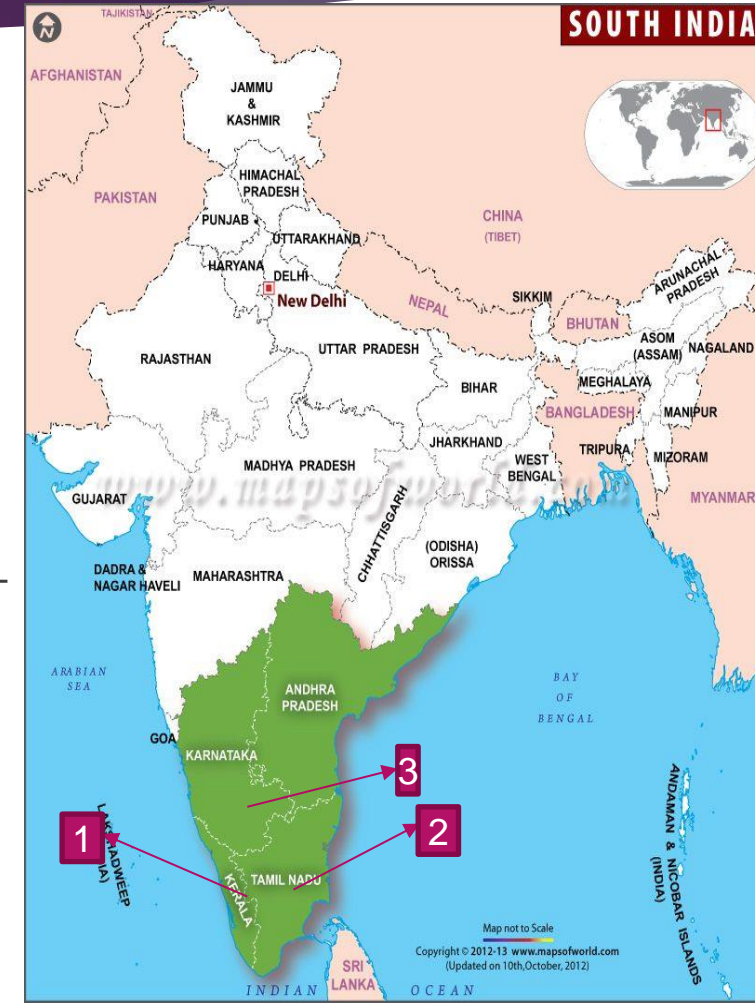 SOUTH INDIA
N
TAJIKISTAN
AFGHANISTAN
JAMMU
&
KASHMIR
HIMACHAL
PRADESH
PAKISTAN
PUNJAB
CHINA
(TIBET)
UTTARAKHAND
HARYANA
DELHI
New Delhi
ARUNACHAL
PRADESH
NEPAL
SIKKIM
BHUTAN
ASOM
(ASSAM)
NAGALAND
RAJASTHAN
UTTAR PRADESH
BIHAR
MEGHALAYA
BANGLADESH
MANIPUR
JHARKHAND
WEST
BENGAL
TRIPURA
MIZORAM
MADHYA PRADESH
www.mapsofworld.com
GUJARAT
MYANMAR
CHHATTISGARH
(ODISHA)
ORISSA
DADRA &
NAGAR HAVELI
MAHARASHTRA
ARABIAN
SEA
BAY
OF
BENGAL
ANDHRA
PRADESH
GOA
KARNATAKA
3
1
2
ANDAMAN & NICOBAR ISLANDS
(INDIA)
KERALA
TAMIL NADU
Map not to Scale
Copyright © 2012-13 www.mapsofworld.com
(Updated on 10th,October, 2012)
SRI
LANKA
INDIAN OCEAN